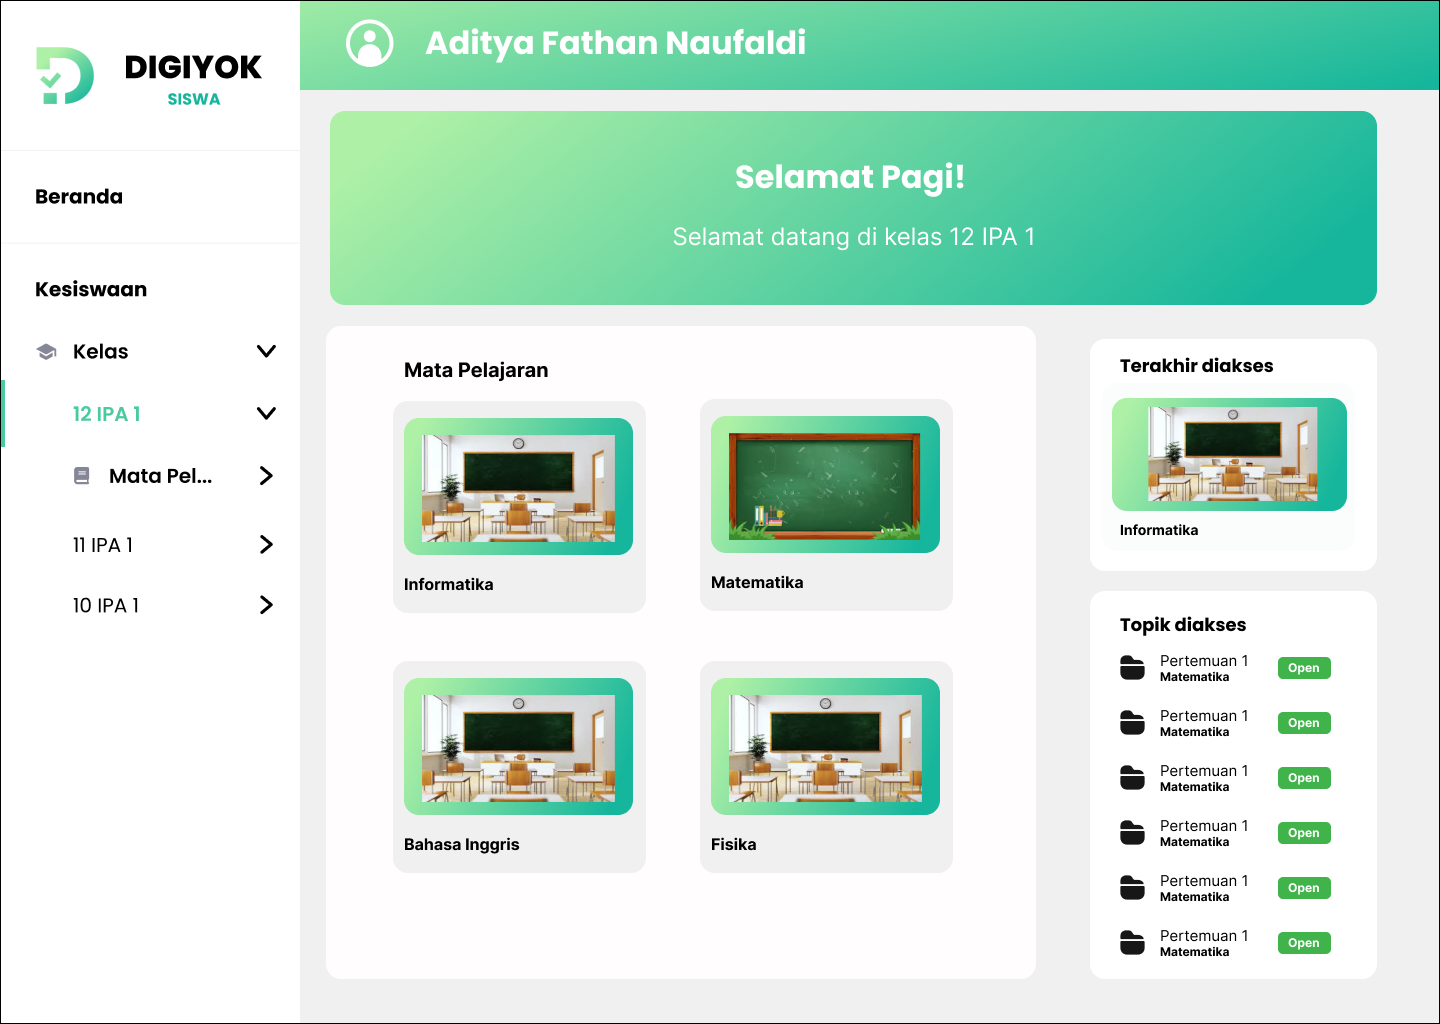 DIGIYOK
SISWA
Beranda
Kesiswaan
Kelas
12 IPA 1
Mata Pel...
11 IPA 1
10 IPA 1
Aditya Fathan Naufaldi
Selamat Pagi!
Selamat datang di kelas 12 IPA 1
Mata Pelajaran
Informatika
Matematika
Bahasa Inggris
Fisika
Terakhir diakses
Informatika
Topik diakses
Pertemuan 1
Matematika
Open
Pertemuan 1
Matematika
Open
Pertemuan 1
Matematika
Open
Pertemuan 1
Matematika
Open
Pertemuan 1
Matematika
Open
Pertemuan 1
Matematika
Open